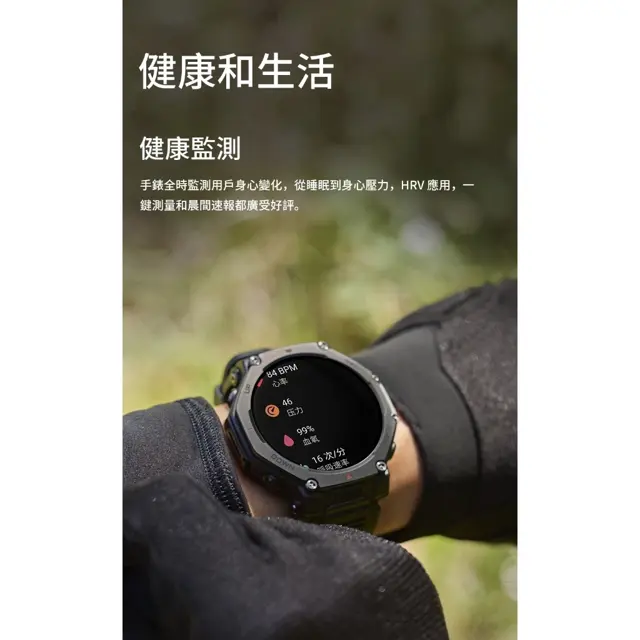 健康和生活
健康監測
手錶全時監測用戶身心變化，從睡眠到身心壓力，HRV 應用，一
鍵測量和晨間速報都廣受好評。
84 BPM
心率
46
压力
99%
血氧
16 次/分
呼吸速率
UP
DOWN